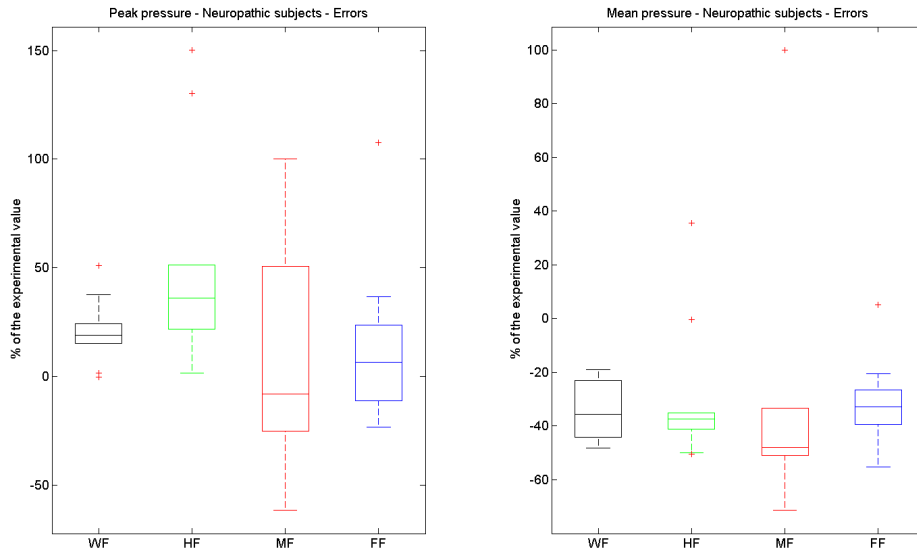 Peak pressure - Neuropathic subjects - Errors
% of the experimental value
150
100
50
0
-50
WF HF MF FF
Mean pressure - Neuropathic subjects - Errors
% of the experimental value
100
80
60
40
20
0
-20
-40
-60
WF HF MF FF